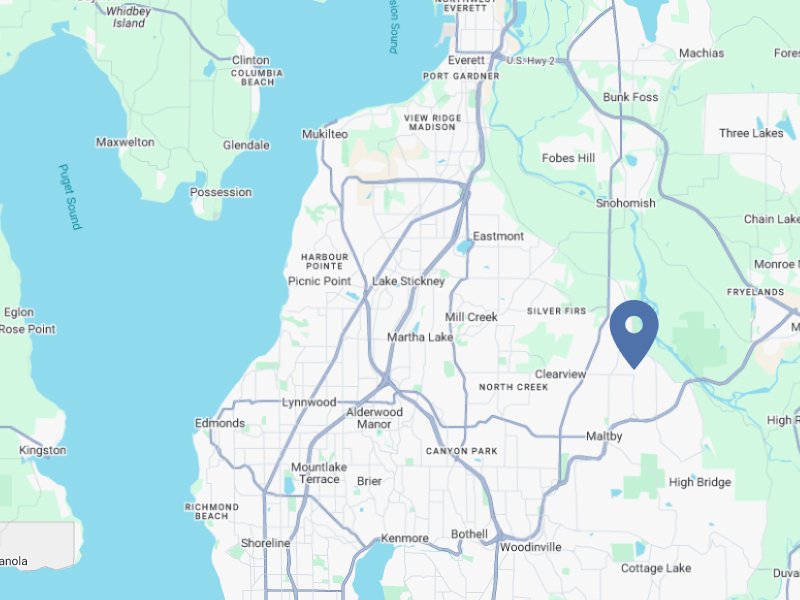 NORTHWEST
EVERETT
Whidbey
Island
Clinton
COLUMBIA
BEACH
Everett
U.S. Hwy 2
Machias
PORT GARDNER
Bunk Foss
VIEW RIDGE
MADISON
Mukilteo
Three Lakes
Maxwelton
Glendale
Fobes Hill
Puget Sound
Possession
Snohomish
Chain Lake
Eastmont
HARBOUR
POINTE
Picnic Point
Lake Stickney
Monroe
FRYELANDS
Eglon
Rose Point
SILVER FIRS
Mill Creek
Martha Lake
Clearview
NORTH CREEK
Lynnwood
Alderwood
Manor
Edmonds
Maltby
High
Kingston
CANYON PARK
Mountlake
Terrace
Brier
High Bridge
RICHMOND
BEACH
Shoreline
Kenmore
Bothell
Woodinville
Cottage Lake